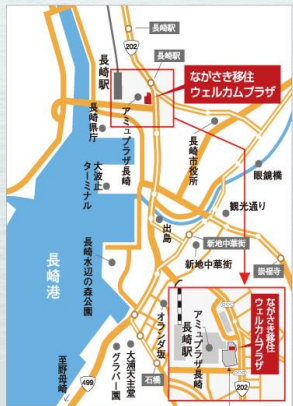 長崎駅
202
長崎駅
長崎駅
ながさき移住
ウェルカムプラザ
アミュプラザ長崎
長崎県庁
大波止
ターミナル
長崎市役所
眼鏡橋
観光通り
出島
新地中華街
新地中華街
崇福寺
長崎水辺の森公園
長崎港
オランダ坂
大浦天主堂
グラバー園
石橋
至野母崎
499
ながさき移住
ウェルカムプラザ
アミュプラザ長崎
長崎駅
202